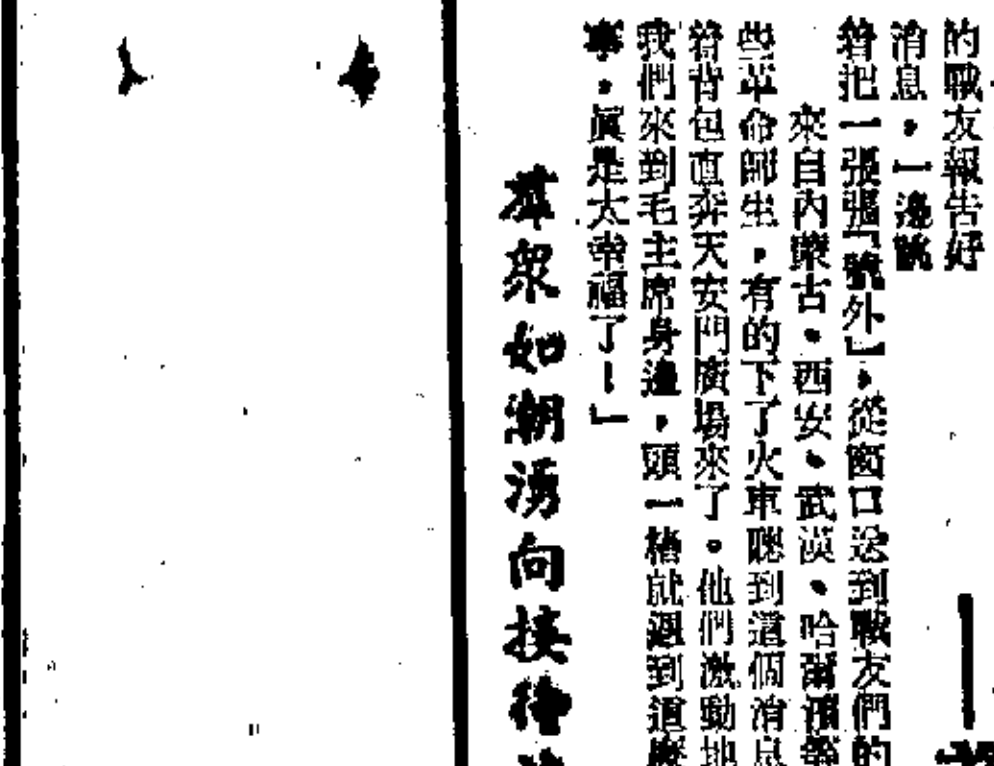 的戰友報告好
消息，一邊跳
着把一張張「號外」，從窗口送到戰友們的
來自內蒙古、西安、武漢、哈爾濱等
些革命師生，有的下了火車聽到這個消息
着背包直奔天安門廣場來了。他們激動地
我們來到毛主席身邊，頭一樁就遇到這麼
事，眞是太幸福了！」
羣衆如潮湧向接待